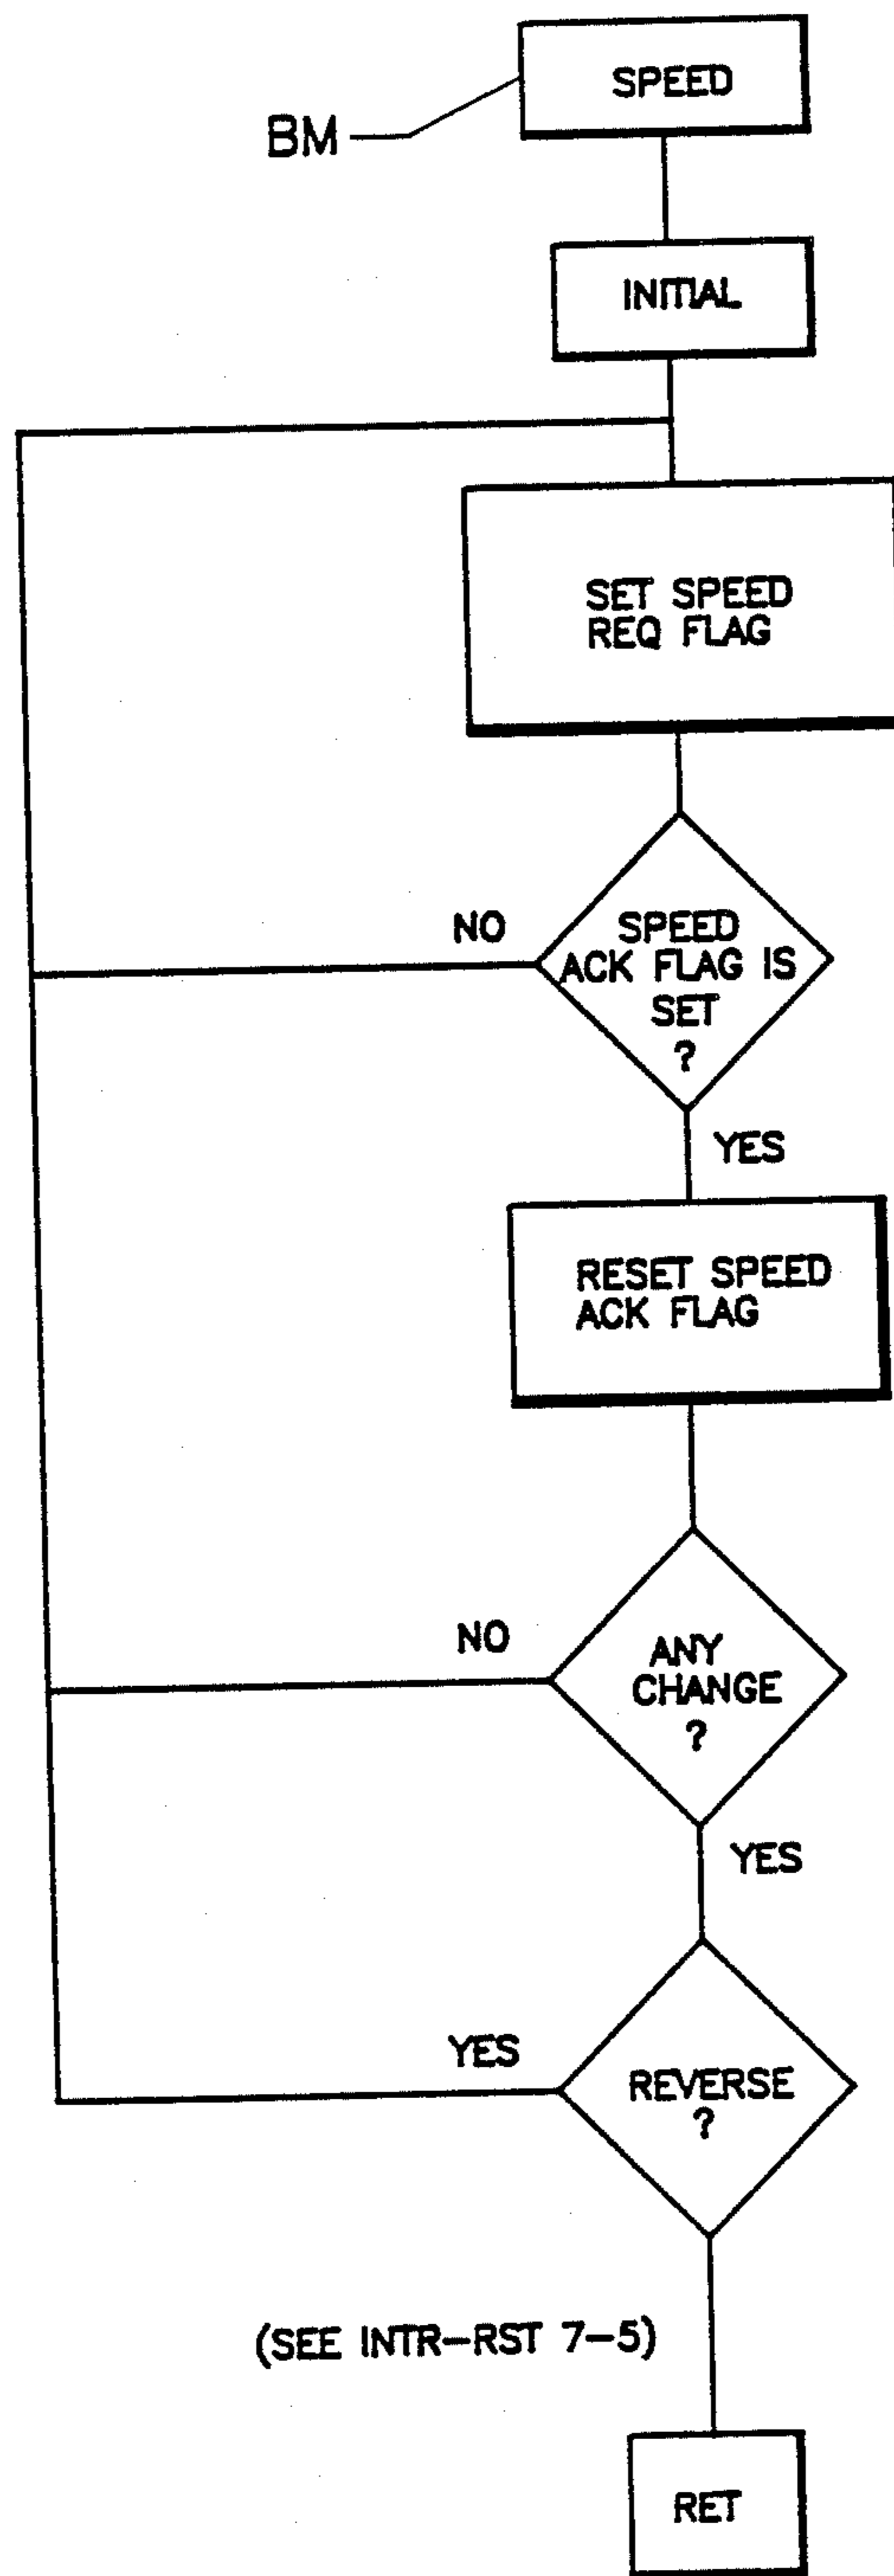 SPEED
BM
INITIAL
SET SPEED
REQ FLAG
NO
SPEED
ACK FLAG IS
SET
?
YES
RESET SPEED
ACK FLAG
NO
ANY
CHANGE
?
YES
YES
REVERSE
?
(SEE INTR-RST 7-5)
RET